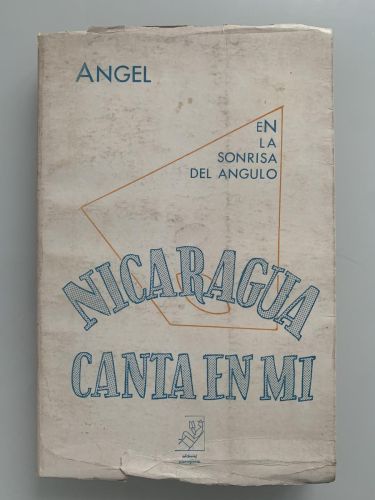 ANGEL
EN
LA
SONRISA
DEL ANGULO
NICARAGUA
CANTA EN MI